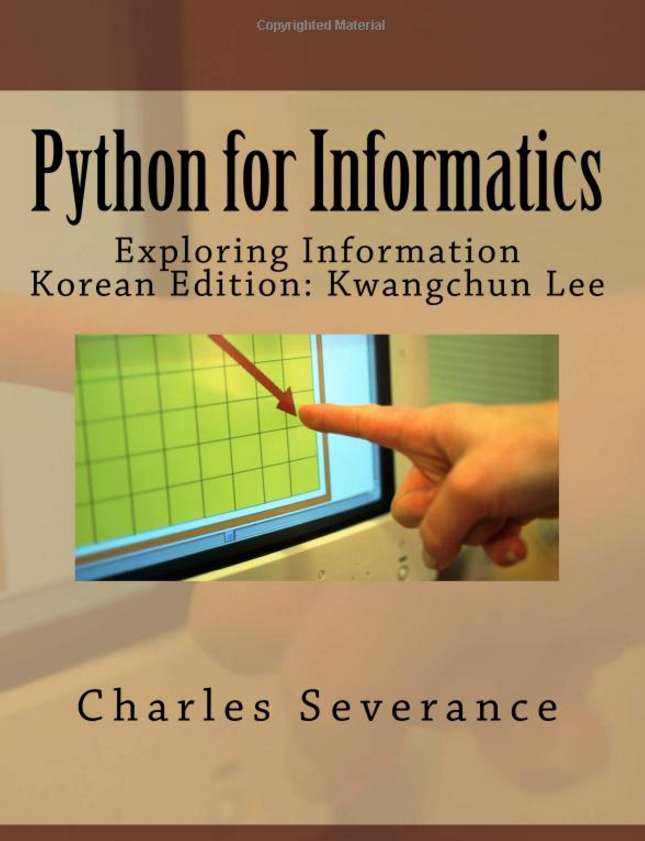 Copyrighted Material
Python for Informatics
Exploring Information
Korean Edition: Kwangchun Lee
Charles Severance